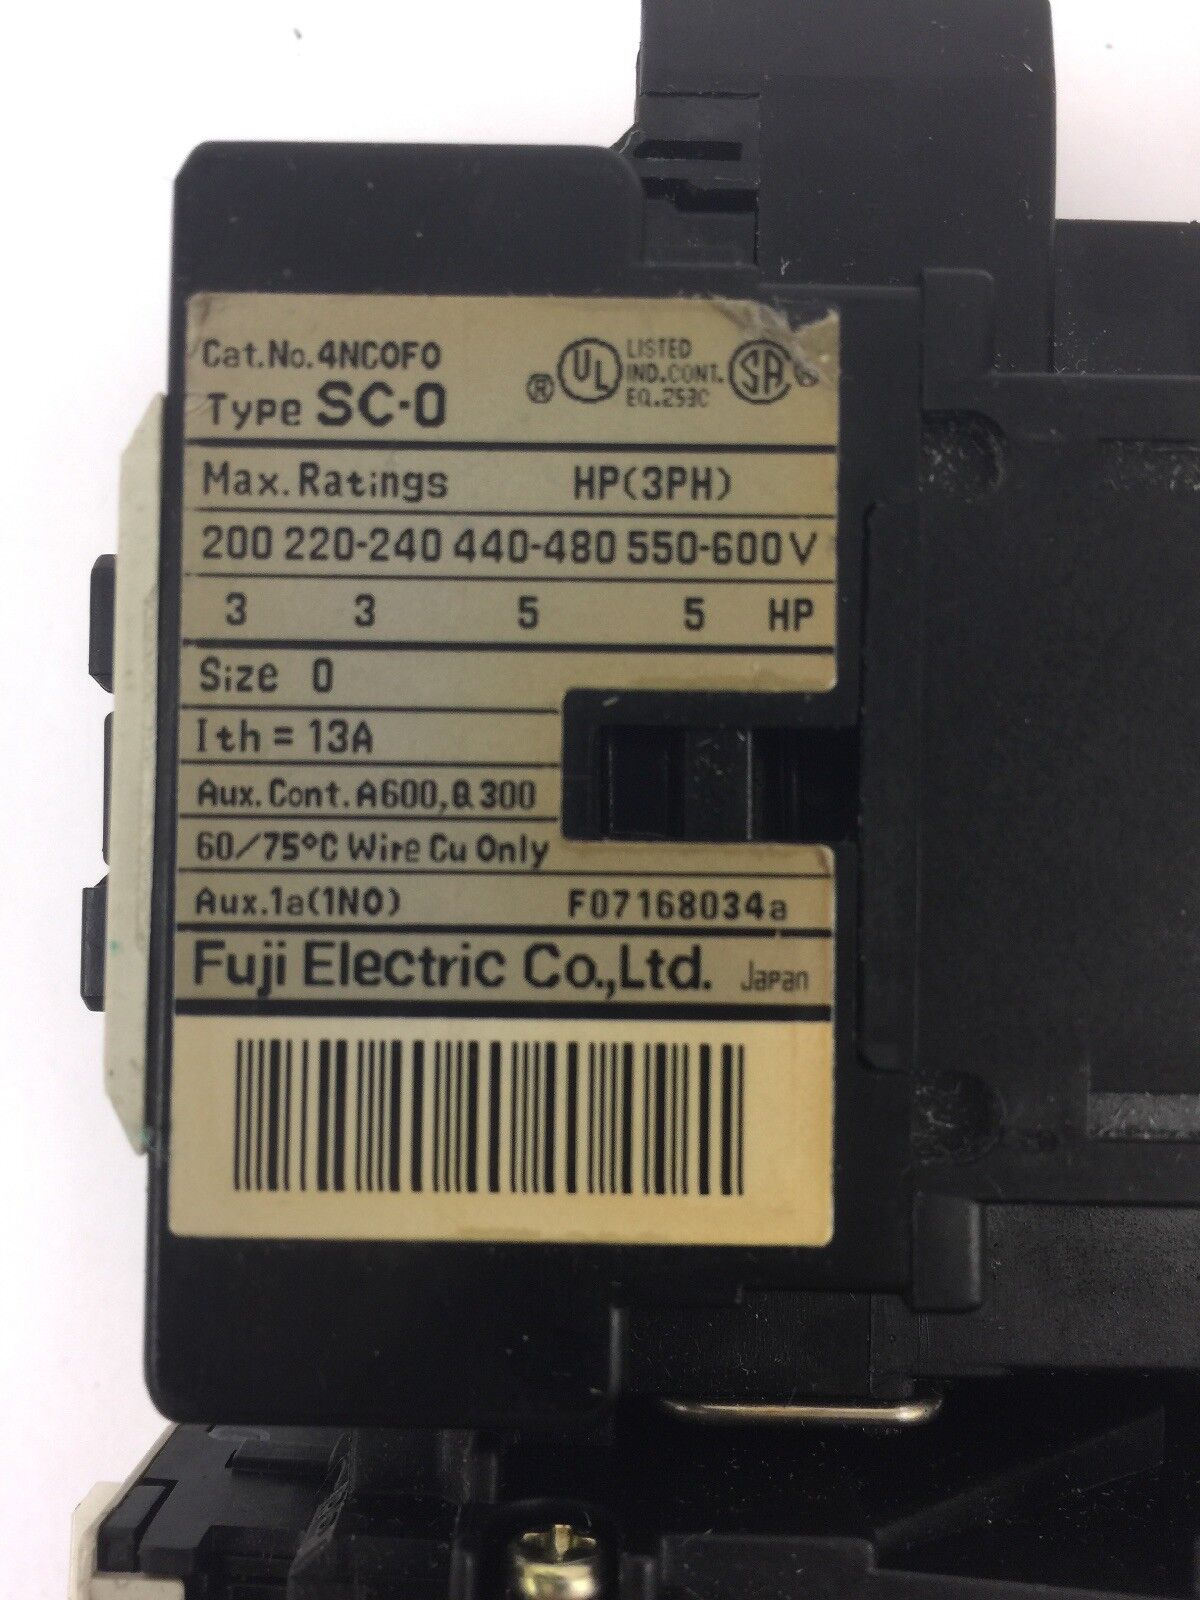 Cat.No.4NC0F0
Type SC-0
® UL LISTED IND.CONT. EQ.253C SA ®
Max.Ratings HP(3PH)
200 220-240 440-480 550-600V
3 3 5 5 HP
Size 0
Ith = 13A
Aux.Cont.A600,Q300
60/75°C Wire Cu Only
Aux.1a(1NO) F07168034a
Fuji Electric Co.,Ltd. Japan